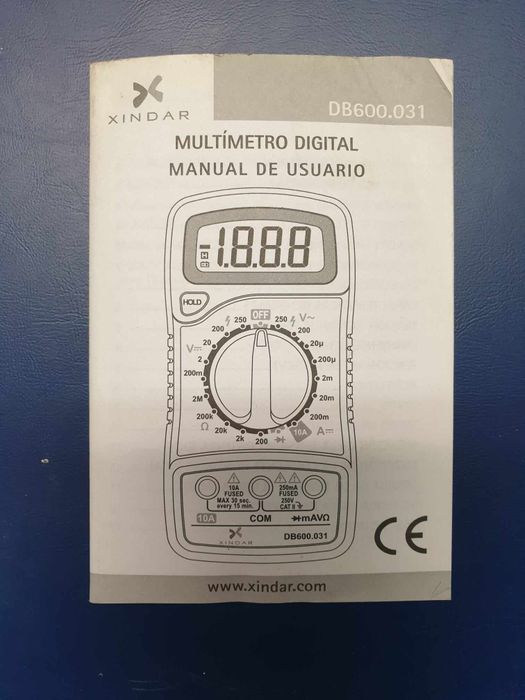 XINDAR
DB600.031
MULTÍMETRO DIGITAL
MANUAL DE USUARIO
-1.8.8.8
H
HOLD
OFF
250 250 V~
200 200
20 20µ
V
2 200µ
200m 2m
2M 20m
200k 200m
Ω 20k 10A A
2k 200
10A FUSED MAX 30 sec. every 15 min.
250mA FUSED 250V CAT II
10A COM mAVΩ
XINDAR DB600.031
CE
www.xindar.com